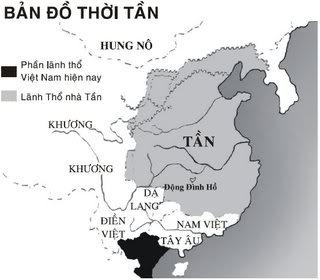 BẢN ĐỒ THỜI TẦN
HUNG NÔ
Phần lãnh thổ
Việt Nam hiện nay
Lãnh Thổ nhà Tần
KHƯƠNG
KHƯƠNG
TẦN
Động Đình Hồ
DẠ
LANG
ĐIỀN
VIỆT
NAM VIỆT
TÂY ÂU